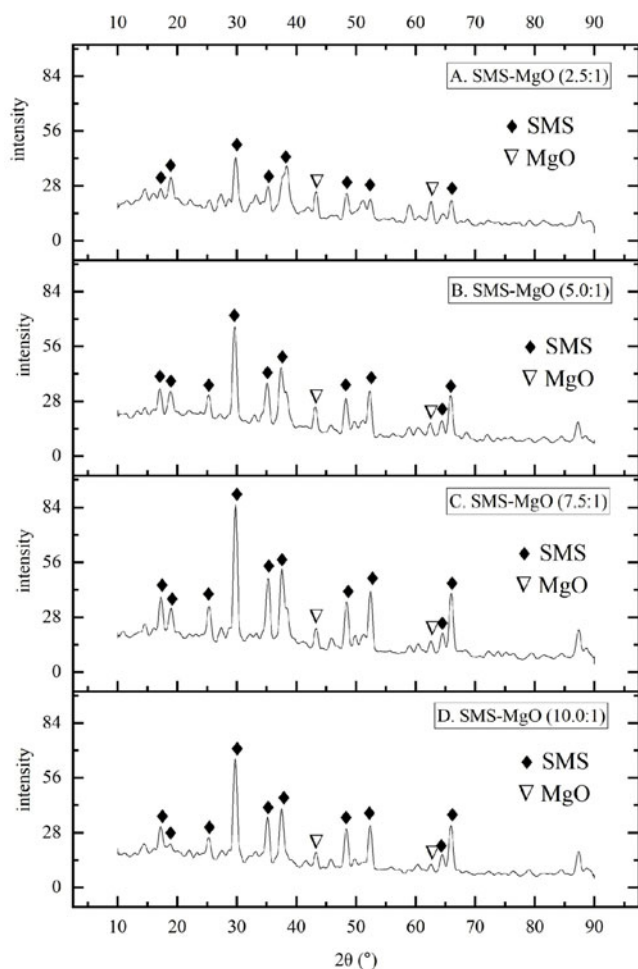 10 20 30 40 50 60 70 80 90
84
56
28
0
intensity
A. SMS-MgO (2.5:1)
SMS
MgO
84
56
28
0
intensity
B. SMS-MgO (5.0:1)
SMS
MgO
84
56
28
0
intensity
C. SMS-MgO (7.5:1)
SMS
MgO
84
56
28
0
intensity
D. SMS-MgO (10.0:1)
SMS
MgO
10 20 30 40 50 60 70 80 90
2θ (°)